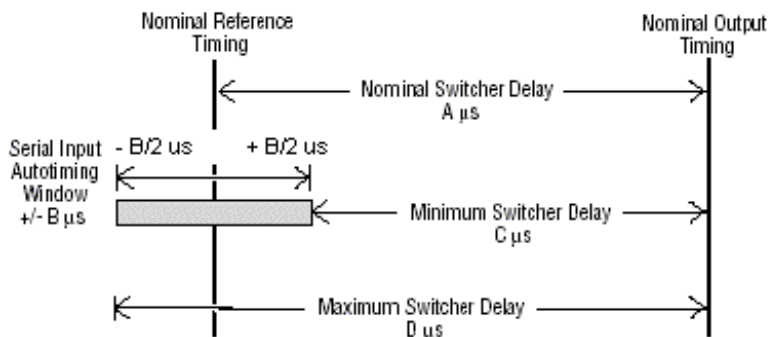 Nominal Reference
Timing
Nominal Output
Timing
Nominal Switcher Delay
A μs
Serial Input
Autotiming
Window
+/- B μs
- B/2 us
+ B/2 us
Minimum Switcher Delay
C μs
Maximum Switcher Delay
D μs